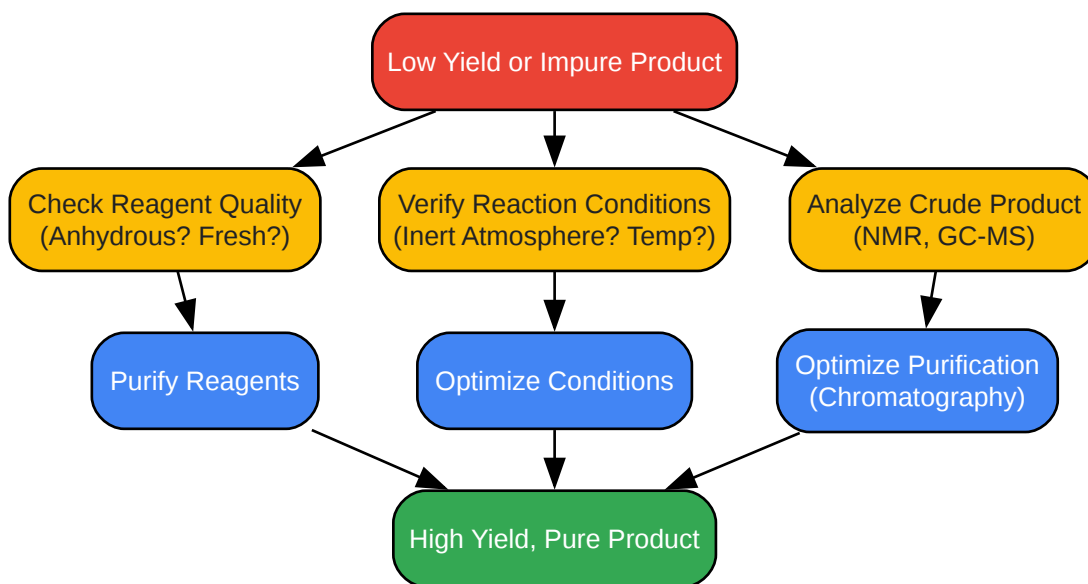 Low Yield or Impure Product
Check Reagent Quality
(Anhydrous? Fresh?)
Verify Reaction Conditions
(Inert Atmosphere? Temp?)
Analyze Crude Product
(NMR, GC-MS)
Purify Reagents
Optimize Conditions
Optimize Purification
(Chromatography)
High Yield, Pure Product